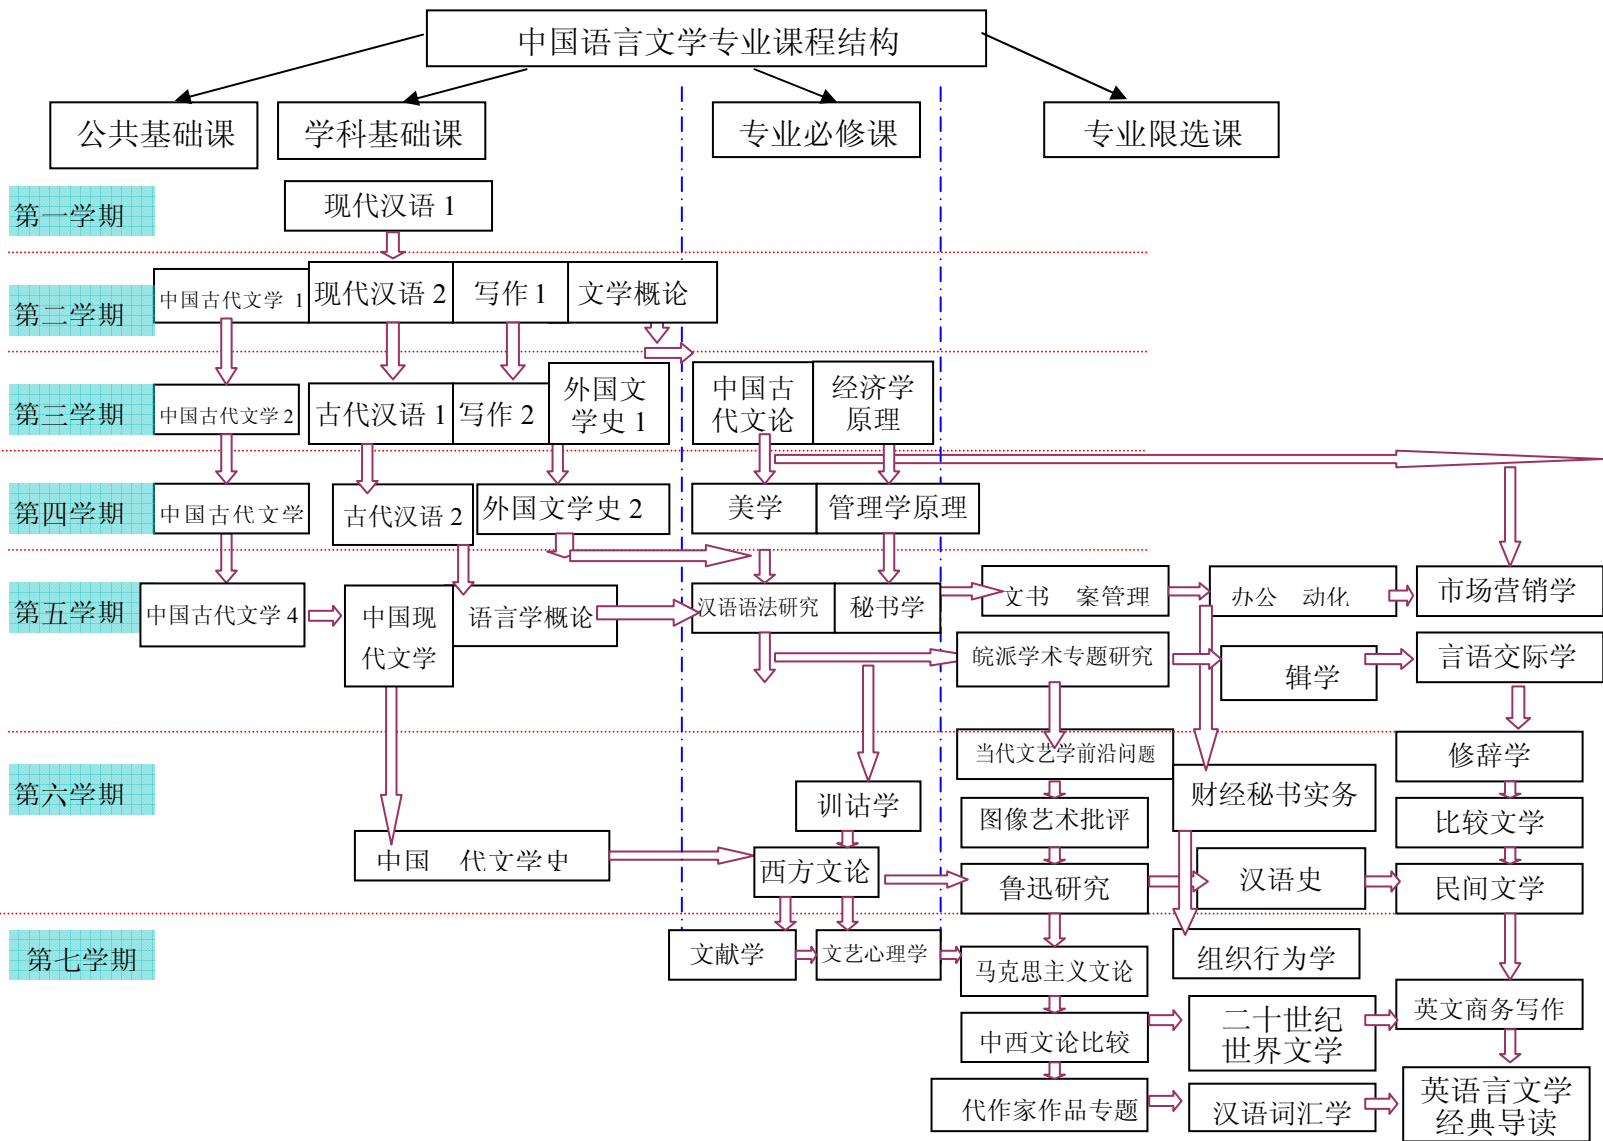 中国语言文学专业课程结构
公共基础课
学科基础课
专业必修课
专业限选课
第一学期
现代汉语 1
第二学期
中国古代文学 1
现代汉语 2
写作 1
文学概论
第三学期
中国古代文学 2
古代汉语 1
写作 2
外国文
学史 1
中国古
代文论
经济学
原理
第四学期
中国古代文学
古代汉语 2
外国文学史 2
美学
管理学原理
第五学期
中国古代文学 4
中国现
代文学
语言学概论
汉语语法研究
秘书学
文书 案管理
办公 动化
市场营销学
皖派学术专题研究
辑学
言语交际学
第六学期
当代文艺学前沿问题
财经秘书实务
修辞学
训诂学
图像艺术批评
比较文学
中国 代文学史
西方文论
鲁迅研究
汉语史
民间文学
第七学期
文献学
文艺心理学
马克思主义文论
组织行为学
中西文论比较
二十世纪
世界文学
英文商务写作
代作家作品专题
汉语词汇学
英语言文学
经典导读